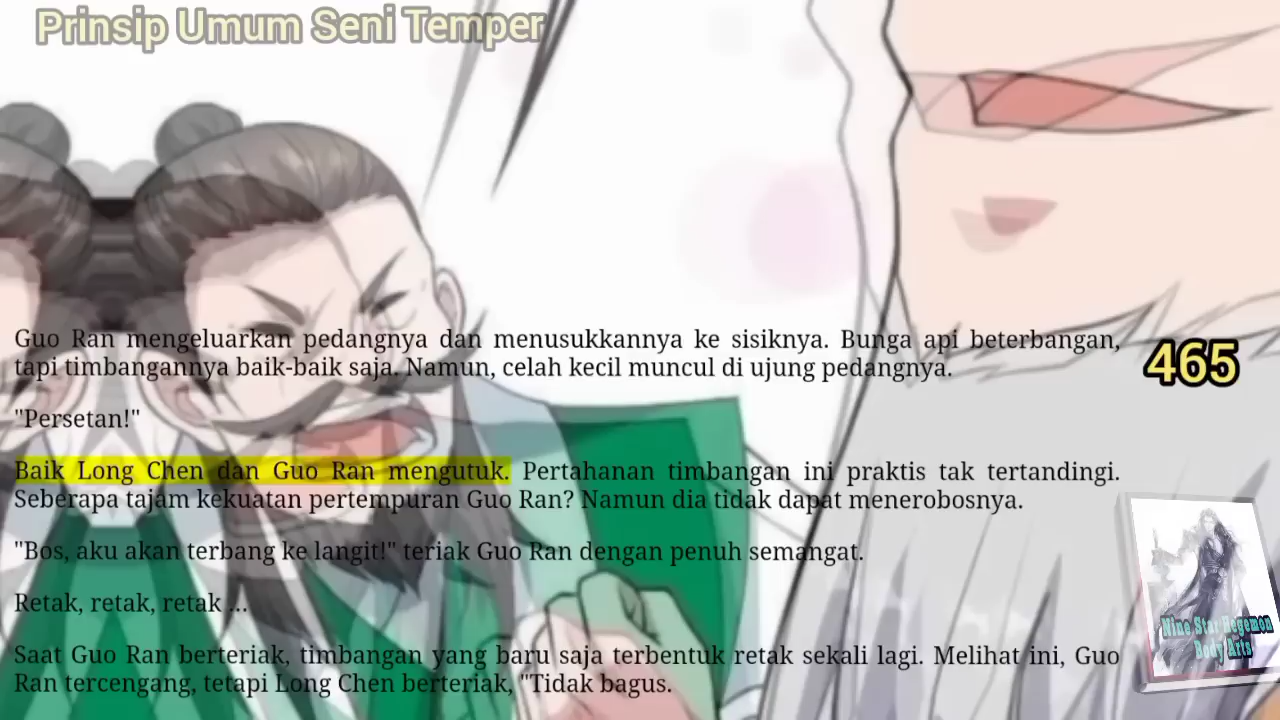 Prinsip Umum Seni Temper
Guo Ran mengeluarkan pedangnya dan menusukkannya ke sisiknya. Bunga api beterbangan,
tapi timbangannya baik-baik saja. Namun, celah kecil muncul di ujung pedangnya.
465
"Persetan!"
Baik Long Chen dan Guo Ran mengutuk. Pertahanan timbangan ini praktis tak tertandingi.
Seberapa tajam kekuatan pertempuran Guo Ran? Namun dia tidak dapat menerobosnya.
"Bos, aku akan terbang ke langit!" teriak Guo Ran dengan penuh semangat.
Retak, retak, retak ...
Saat Guo Ran berteriak, timbangan yang baru saja terbentuk retak sekali lagi. Melihat ini, Guo
Ran tercengang, tetapi Long Chen berteriak, "Tidak bagus.
Nine Star Hegemon
Body Arts